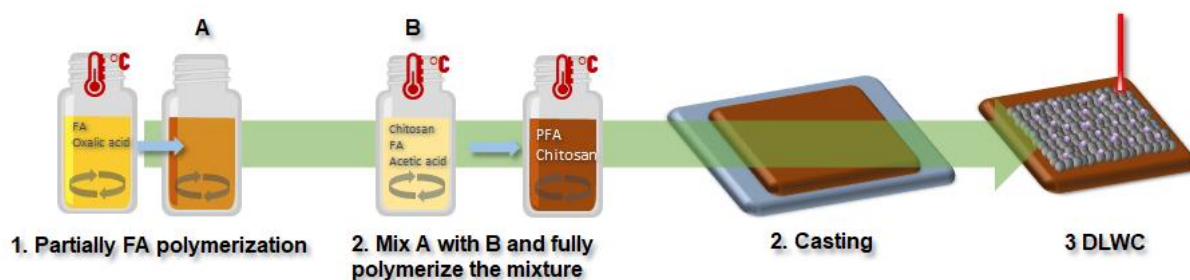 A
B
°C
°C
°C
FA
Oxalic acid
Chitosan
FA
Acetic acid
PFA
Chitosan
1. Partially FA polymerization
2. Mix A with B and fully
polymerize the mixture
2. Casting
3 DLWC